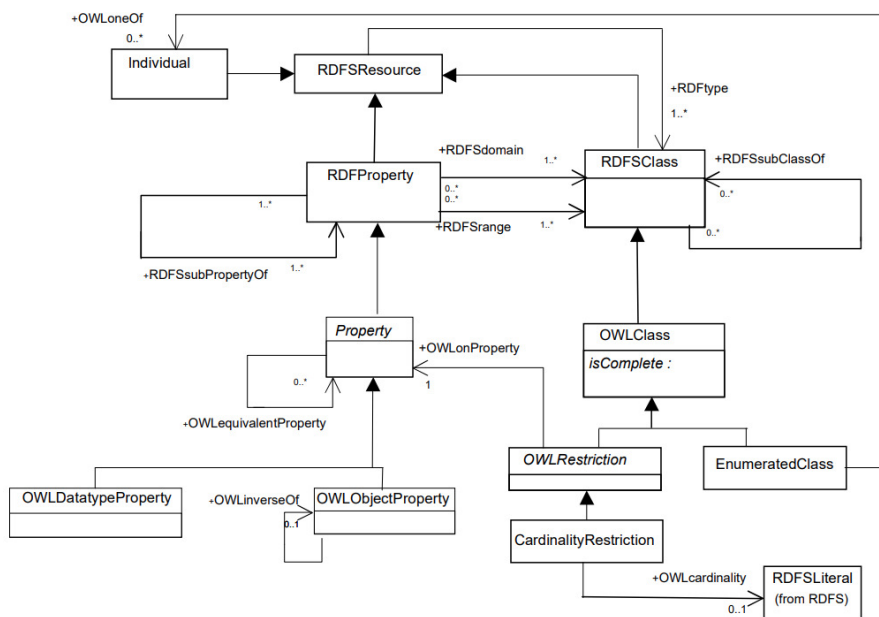 +OWLoneOf
0..*
Individual
RDFSResource
+RDFtype
1..*
+RDFSdomain
1..*
RDFSClass
+RDFSsubClassOf
RDFProperty
0..*
0..*
0..*
1..*
+RDFSrange
1..*
0..*
+RDFSsubPropertyOf
1..*
Property
+OWLonProperty
OWLClass
isComplete :
0..*
1
+OWLequivalentProperty
OWLRestriction
EnumeratedClass
OWLDatatypeProperty
+OWLinverseOf
OWLObjectProperty
0..1
CardinalityRestriction
+OWLcardinality
RDFSLiteral
(from RDFS)
0..1